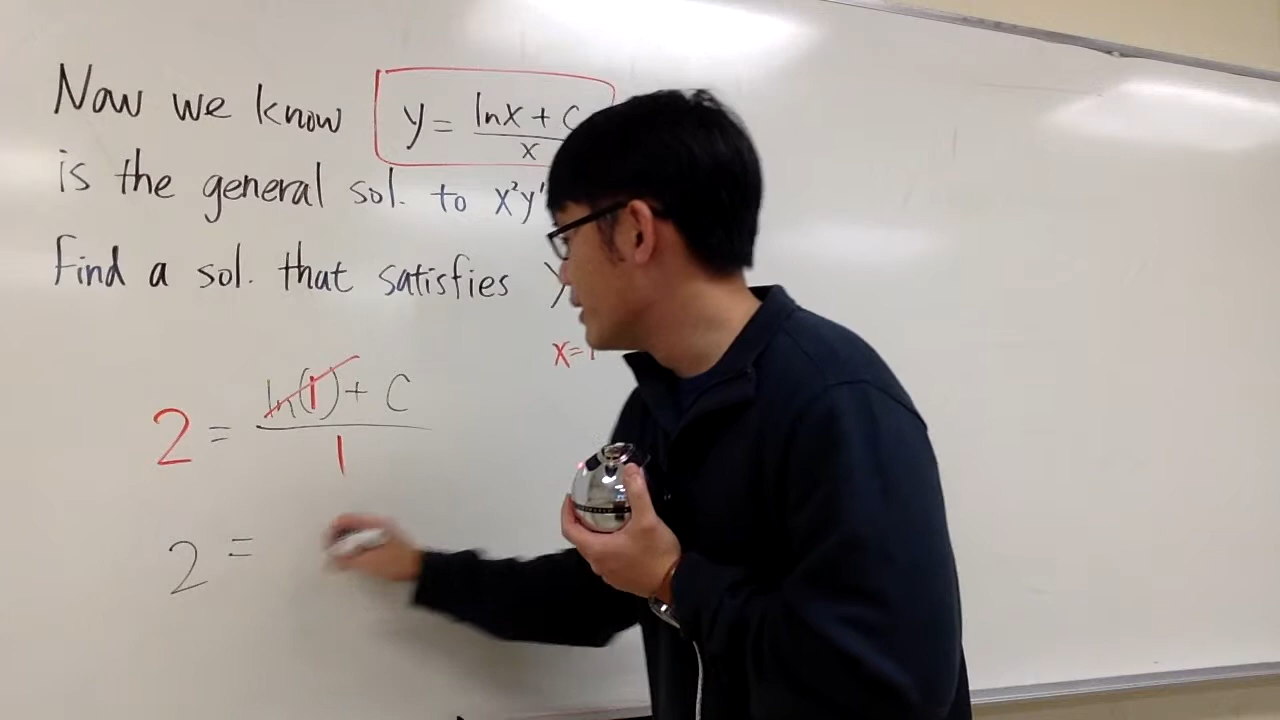 Now we know y = lnx + C / x
is the general sol. to x²y'
Find a sol. that satisfies y
x=1
2 = ln(1) + C / 1
2 =